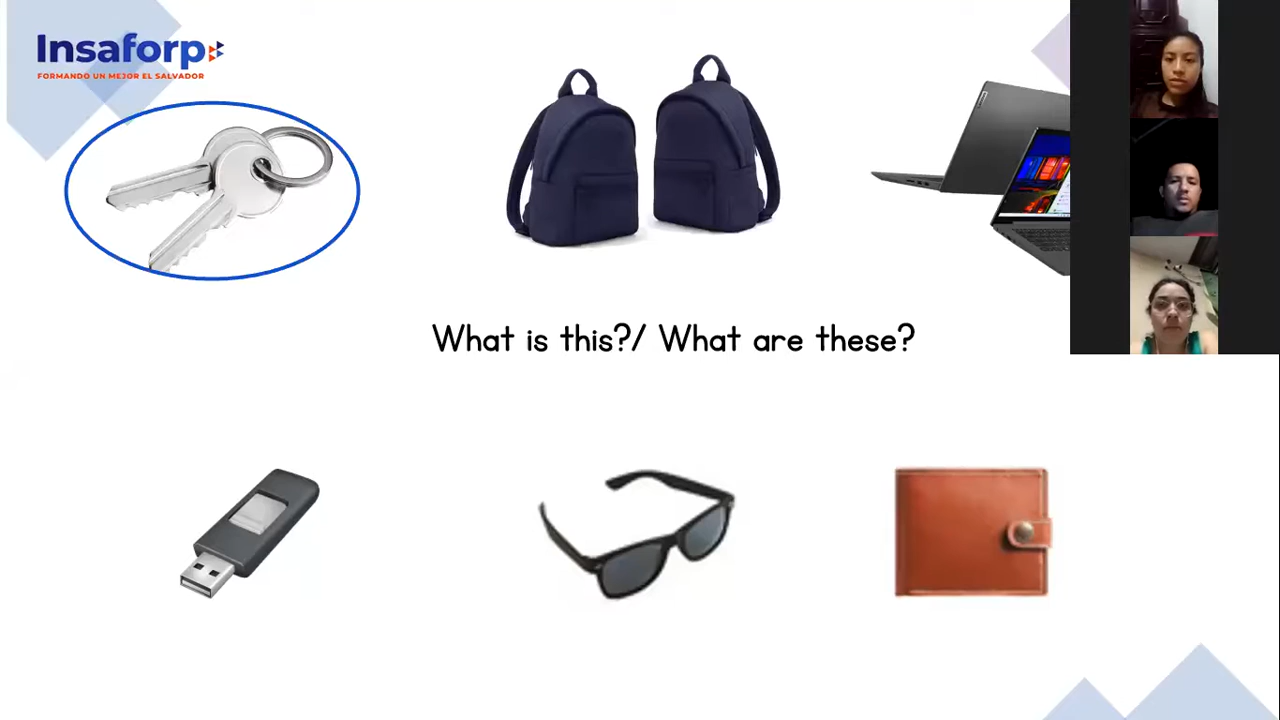 Insaforp
FORMANDO UN MEJOR EL SALVADOR
What is this?/ What are these?